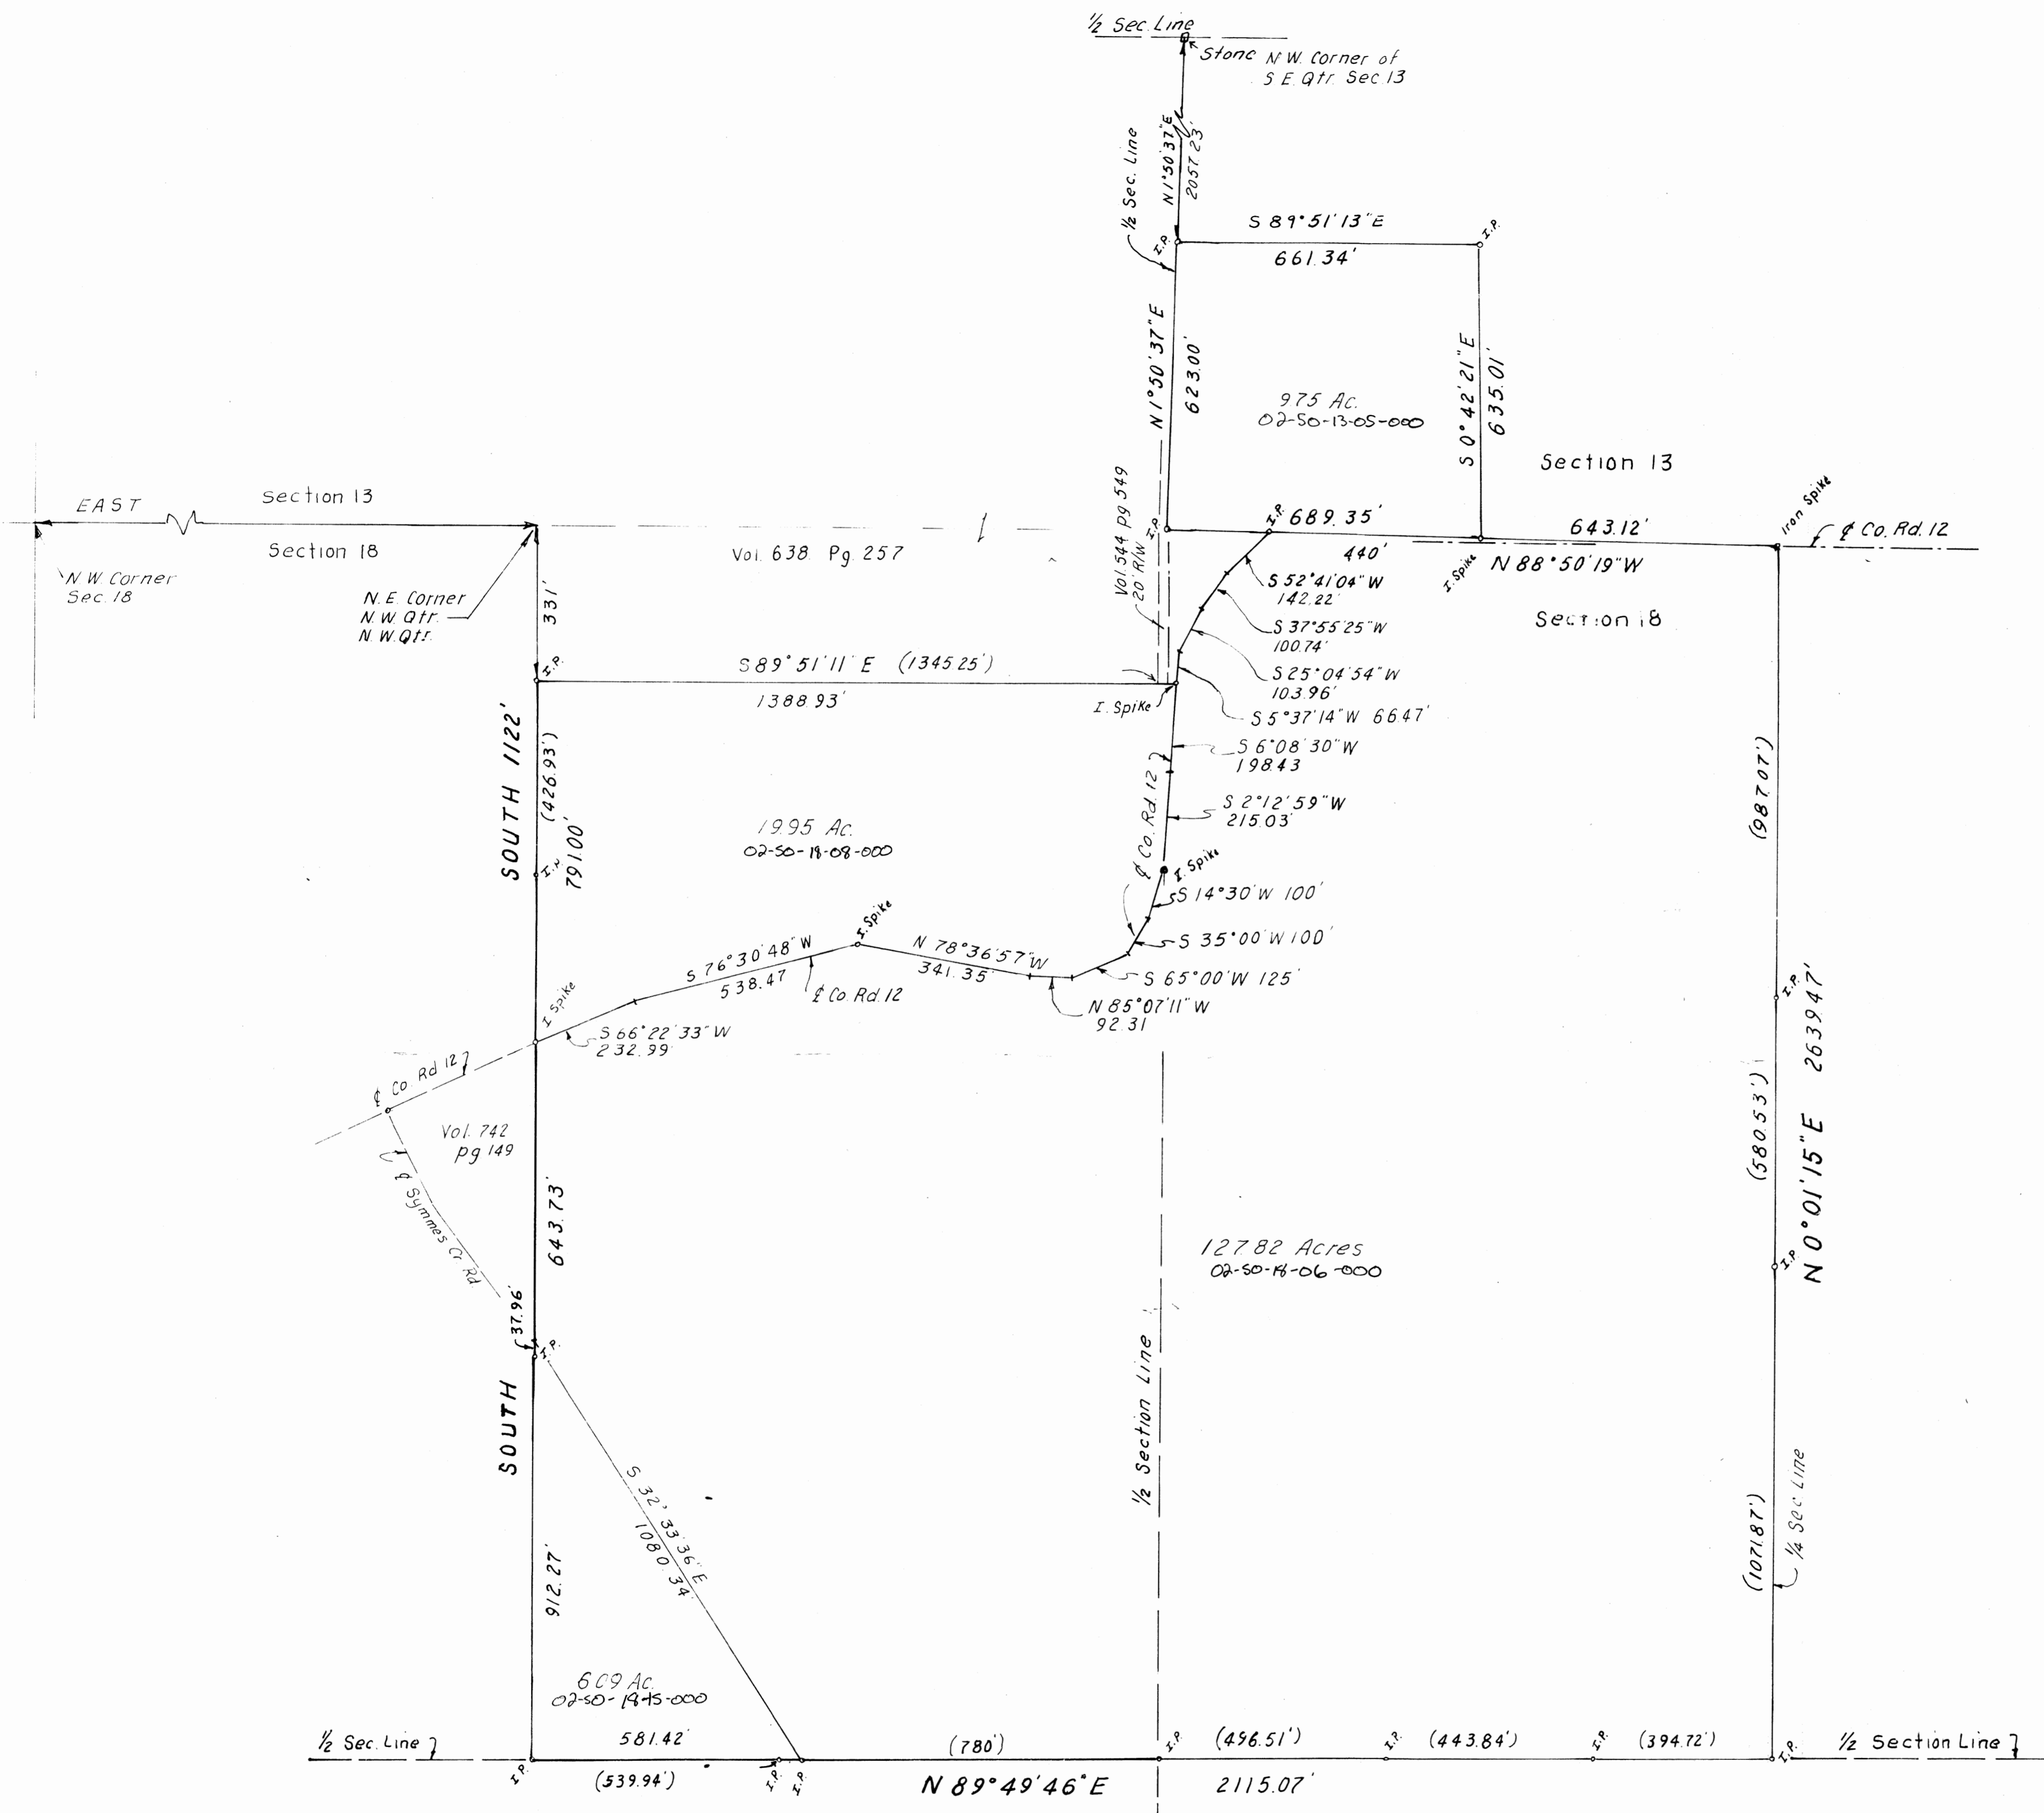 ½ Sec. Line
Stone N.W. Corner of
S.E. Qtr. Sec. 13
½ Sec. Line
N 1° 50' 37" E
2057.23'
I.P.
S 89° 51' 13" E
661.34'
I.P.
N 1° 50' 37" E
623.00'
S 0° 42' 21" E
635.01'
9.75 Ac.
02-50-13-05-000
Section 13
EAST
Section 13
Section 18
N.W. Corner
Sec. 18
N.E. Corner
N.W. Qtr.
N.W. Qtr.
Vol. 638 Pg. 257
Vol. 544 pg 549
20' R/W
I.P.
I.P.
689.35'
440'
I. Spike
643.12'
N 88° 50' 19" W
Iron Spike
℄ Co. Rd. 12
Section 18
331'
I.P.
S 89° 51' 11" E (1345.25')
1388.93'
I. Spike
S 52° 41' 04" W
142.22'
S 37° 55' 25" W
100.74'
S 25° 04' 54" W
103.96'
S 5° 37' 14" W 66.47'
S 6° 08' 30" W
198.43
S 2° 12' 59" W
215.03'
℄ Co. Rd. 12
I. Spike
S 14° 30' W 100'
S 35° 00' W 100'
S 65° 00' W 125'
N 85° 07' 11" W
92.31
SOUTH 1122'
(426.93')
791.00'
I.P.
19.95 Ac.
02-50-18-08-000
I. Spike
N 78° 36' 57" W
341.35'
S 76° 30' 48" W
538.47
℄ Co. Rd. 12
I Spike
S 66° 22' 33" W
232.99'
℄ Co. Rd 12
Vol. 742
pg 149
℄ Symmes Cr Rd
643.73'
37.96'
I.P.
SOUTH
912.27'
S 32° 33' 36" E
1080.34'
½ Section Line
127.82 Acres
02-50-18-06-000
(987.07')
I.P.
(580.53')
I.P.
N 0° 01' 15" E 2639.47'
(1071.87')
¼ Sec Line
6.09 Ac.
02-50-18-15-000
½ Sec. Line
581.42'
(780')
I.P.
(496.51')
(443.84')
I.P.
(394.72')
½ Section Line
I.P.
(539.94')
I.P.
I.P.
N 89° 49' 46" E
2115.07'
I.P.
I.P.